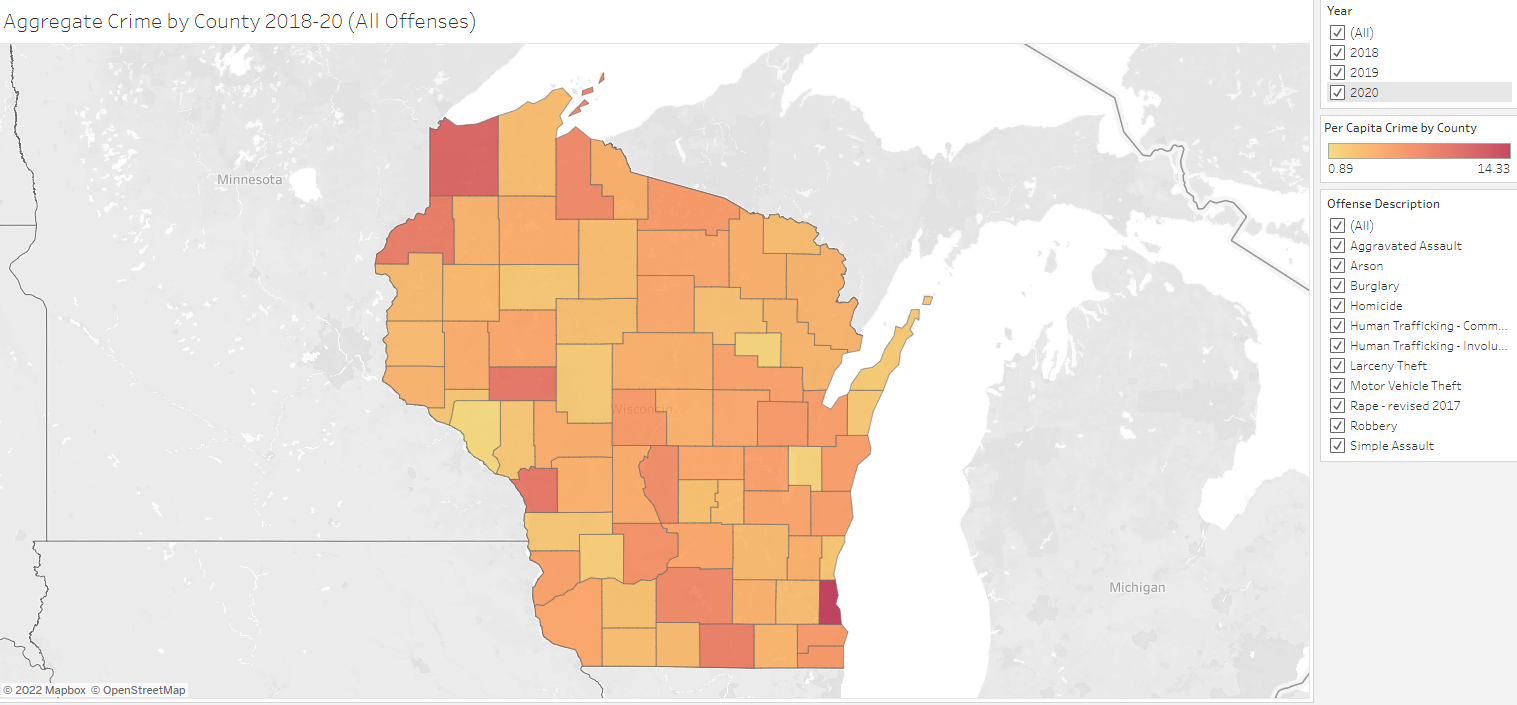 Aggregate Crime by County 2018-20 (All Offenses)
Minnesota
Wisconsin
Michigan
© 2022 Mapbox © OpenStreetMap
Year
(All)
2018
2019
2020
Per Capita Crime by County
0.89 14.33
Offense Description
(All)
Aggravated Assault
Arson
Burglary
Homicide
Human Trafficking - Comm...
Human Trafficking - Involu...
Larceny Theft
Motor Vehicle Theft
Rape - revised 2017
Robbery
Simple Assault